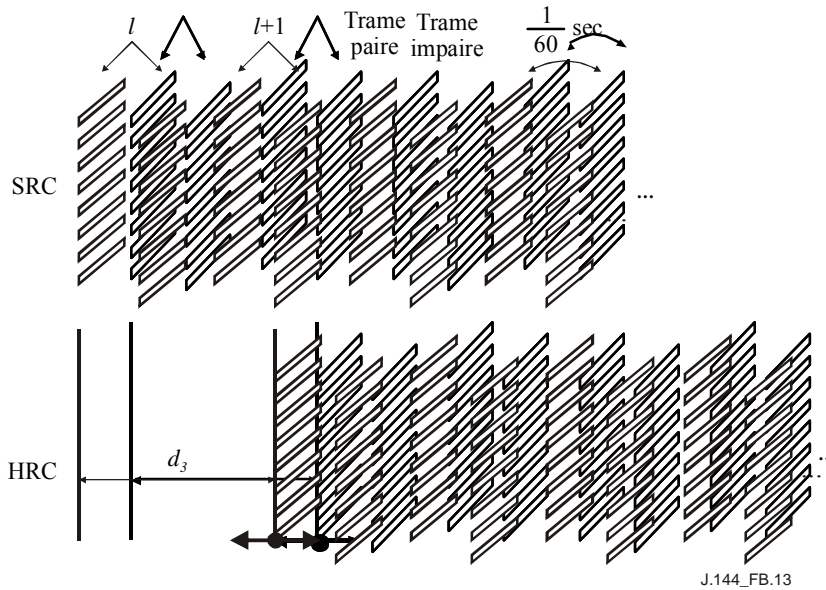 l
l+1
Trame paire
Trame impaire
1/60 sec
SRC
...
HRC
d3
...
...
J.144_FB.13